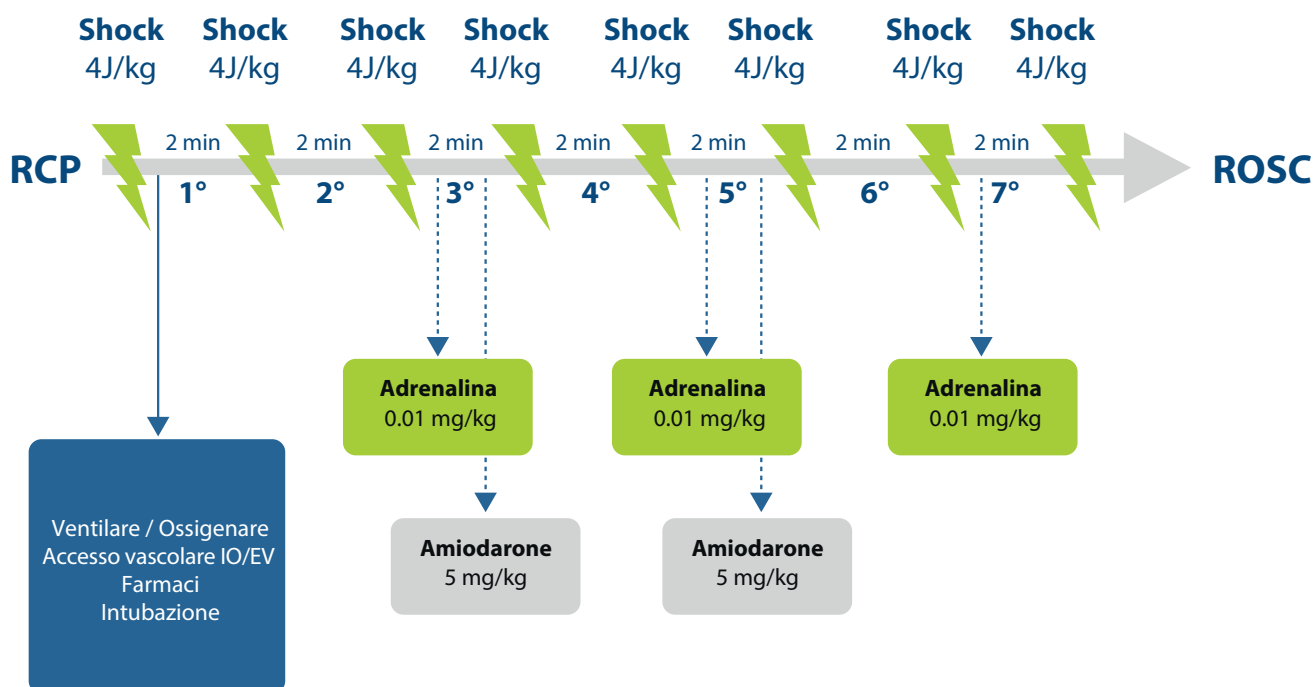 Shock Shock Shock Shock Shock Shock Shock Shock
4J/kg 4J/kg 4J/kg 4J/kg 4J/kg 4J/kg 4J/kg 4J/kg
2 min 2 min 2 min 2 min 2 min 2 min 2 min
RCP ROSC
1° 2° 3° 4° 5° 6° 7°
Adrenalina Adrenalina Adrenalina
0.01 mg/kg 0.01 mg/kg 0.01 mg/kg
Ventilare / Ossigenare
Accesso vascolare IO/EV
Farmaci
Intubazione
Amiodarone Amiodarone
5 mg/kg 5 mg/kg